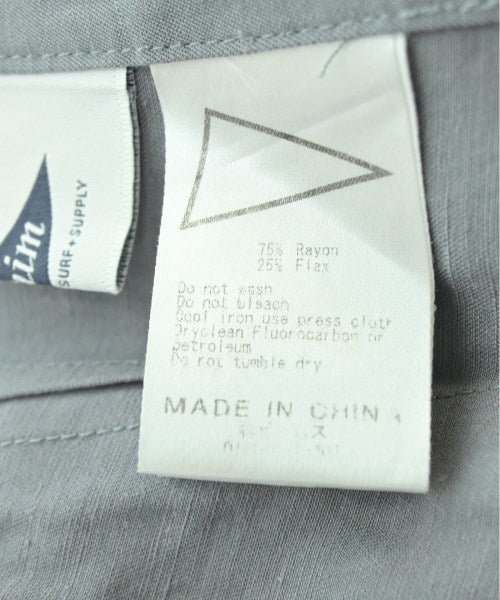 im
SURF + SUPPLY
75% Rayon
25% Flax
Do not wash
Do not bleach
Cool iron use press cloth
Dryclean Fluorocarbon or
petroleum
Do not tumble dry
MADE IN CHINA